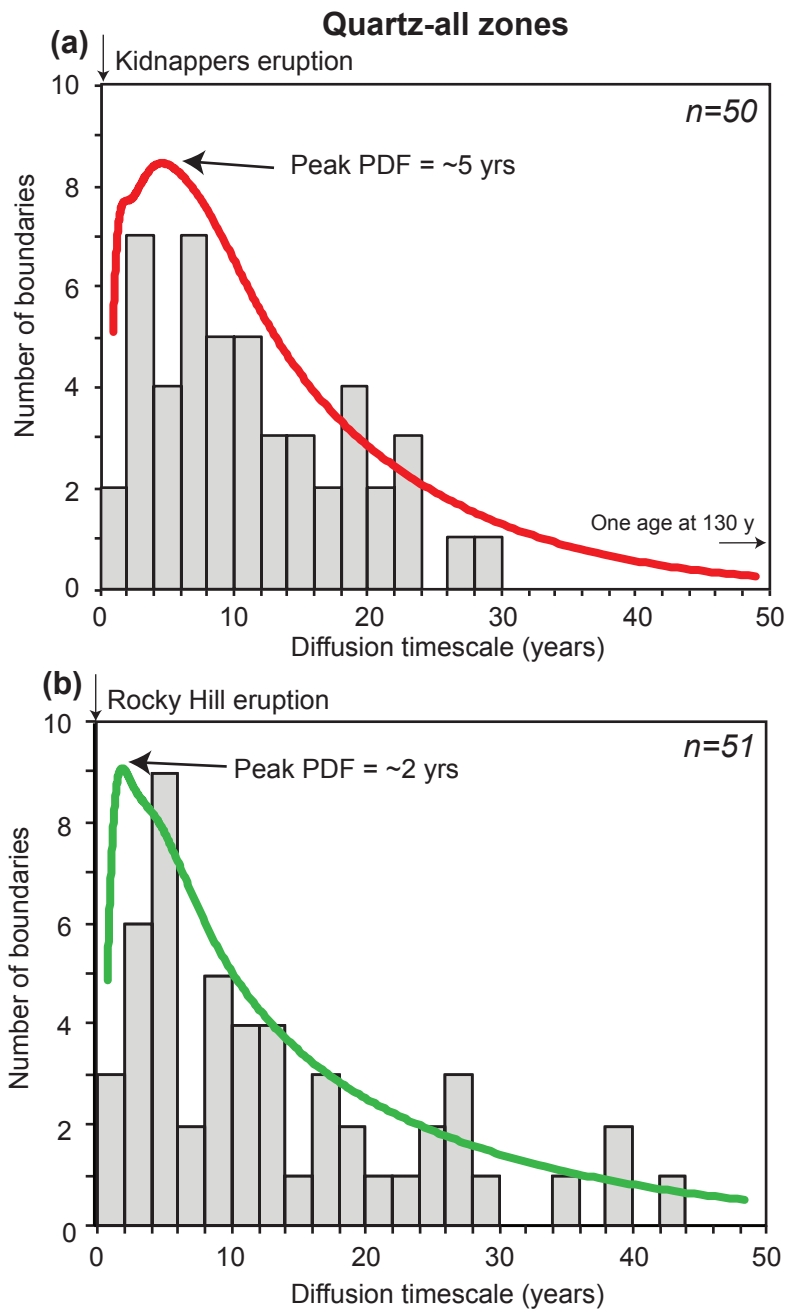 Quartz-all zones
(a)
Kidnappers eruption
n=50
Peak PDF = ~5 yrs
One age at 130 y
Number of boundaries
10
8
6
4
2
0
0 10 20 30 40 50
Diffusion timescale (years)
(b)
Rocky Hill eruption
n=51
Peak PDF = ~2 yrs
Number of boundaries
10
8
6
4
2
0
0 10 20 30 40 50
Diffusion timescale (years)